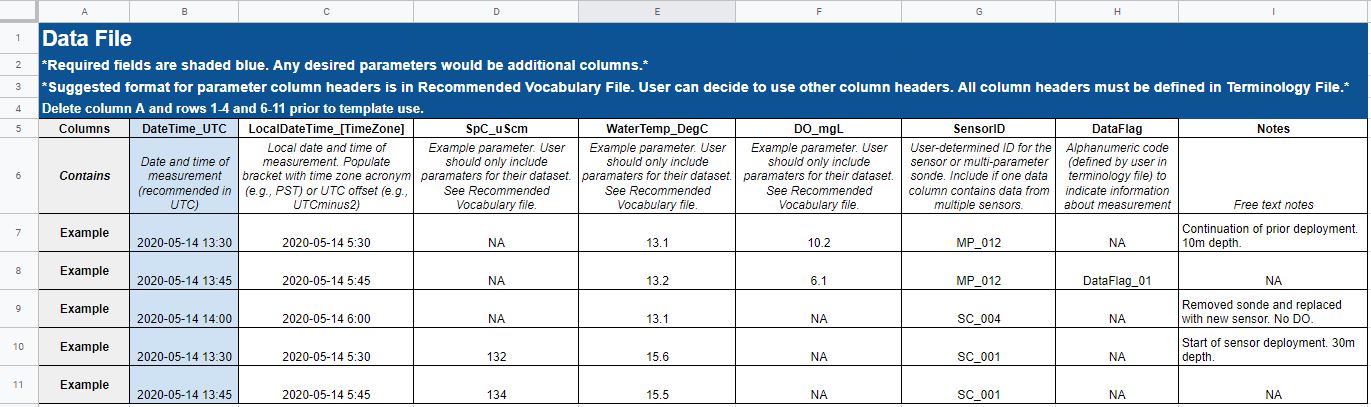 A B C D E F G H I
1 Data File
2 *Required fields are shaded blue. Any desired parameters would be additional columns.*
3 *Suggested format for parameter column headers is in Recommended Vocabulary File. User can decide to use other column headers. All column headers must be defined in Terminology File.*
4 Delete column A and rows 1-4 and 6-11 prior to template use.
5 Columns DateTime_UTC LocalDateTime_[TimeZone] SpC_uScm WaterTemp_DegC DO_mgL SensorID DataFlag Notes
6 Contains
Date and time of
measurement
(recommended in
UTC)
Local date and time of
measurement. Populate
bracket with time zone acronym
(e.g., PST) or UTC offset (e.g.,
UTCminus2)
Example parameter. User
should only include
paramaters for their dataset.
See Recommended
Vocabulary file.
Example parameter. User
should only include
paramaters for their dataset.
See Recommended
Vocabulary file.
Example parameter. User
should only include
paramaters for their dataset.
See Recommended
Vocabulary file.
User-determined ID for the
sensor or multi-parameter
sonde. Include if one data
column contains data from
multiple sensors.
Alphanumeric code
(defined by user in
terminology file) to
indicate information
about measurement
Free text notes
7 Example 2020-05-14 13:30 2020-05-14 5:30 NA 13.1 10.2 MP_012 NA
Continuation of prior deployment.
10m depth.
8 Example 2020-05-14 13:45 2020-05-14 5:45 NA 13.2 6.1 MP_012 DataFlag_01 NA
9 Example 2020-05-14 14:00 2020-05-14 6:00 NA 13.1 NA SC_004 NA
Removed sonde and replaced
with new sensor. No DO.
10 Example 2020-05-14 13:30 2020-05-14 5:30 132 15.6 NA SC_001 NA
Start of sensor deployment. 30m
depth.
11 Example 2020-05-14 13:45 2020-05-14 5:45 134 15.5 NA SC_001 NA NA